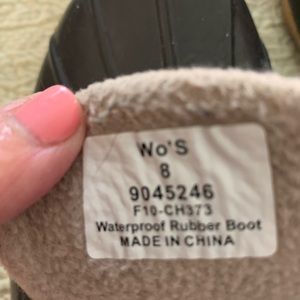 Wo'S
8
9045246
F10-CH373
Waterproof Rubber Boot
MADE IN CHINA